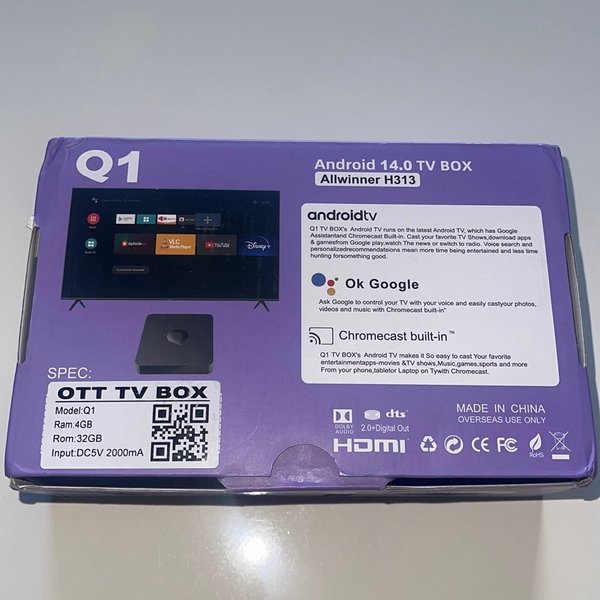 Q1
Android 14.0 TV BOX
Allwinner H313
androidtv
Q1 TV BOX's Android TV runs on the latest Android TV, which has Google
Assistantand Chromecast Built-in. Cast your favorite TV Shows,download apps
& gamesfrom Google play,watch The news or switch to radio. Voice search and
personalizedrecommendatsions mean more time being entertained and less time
hunting forsomething good.
Ok Google
Ask Google to control your TV with your voice and easily castyour photos,
videos and music with Chromecast built-in"
Chromecast built-in™
Q1 TV BOX's Android TV makes it So easy to cast Your favorite
entertainmentapps-movies &TV shows,Music,games,sports and more
From your phone,tabletor Laptop on Tywith Chromecast.
Aptoide
VLC
MediaPlayer
YouTube
Disney+
SPEC:
OTT TV BOX
Model:Q1
Ram:4GB
Rom:32GB
Input:DC5V 2000mA
DOLBY
AUDIO
dts
2.0+Digital Out
HDMI
MADE IN CHINA
OVERSEAS USE ONLY
CE FC RoHS